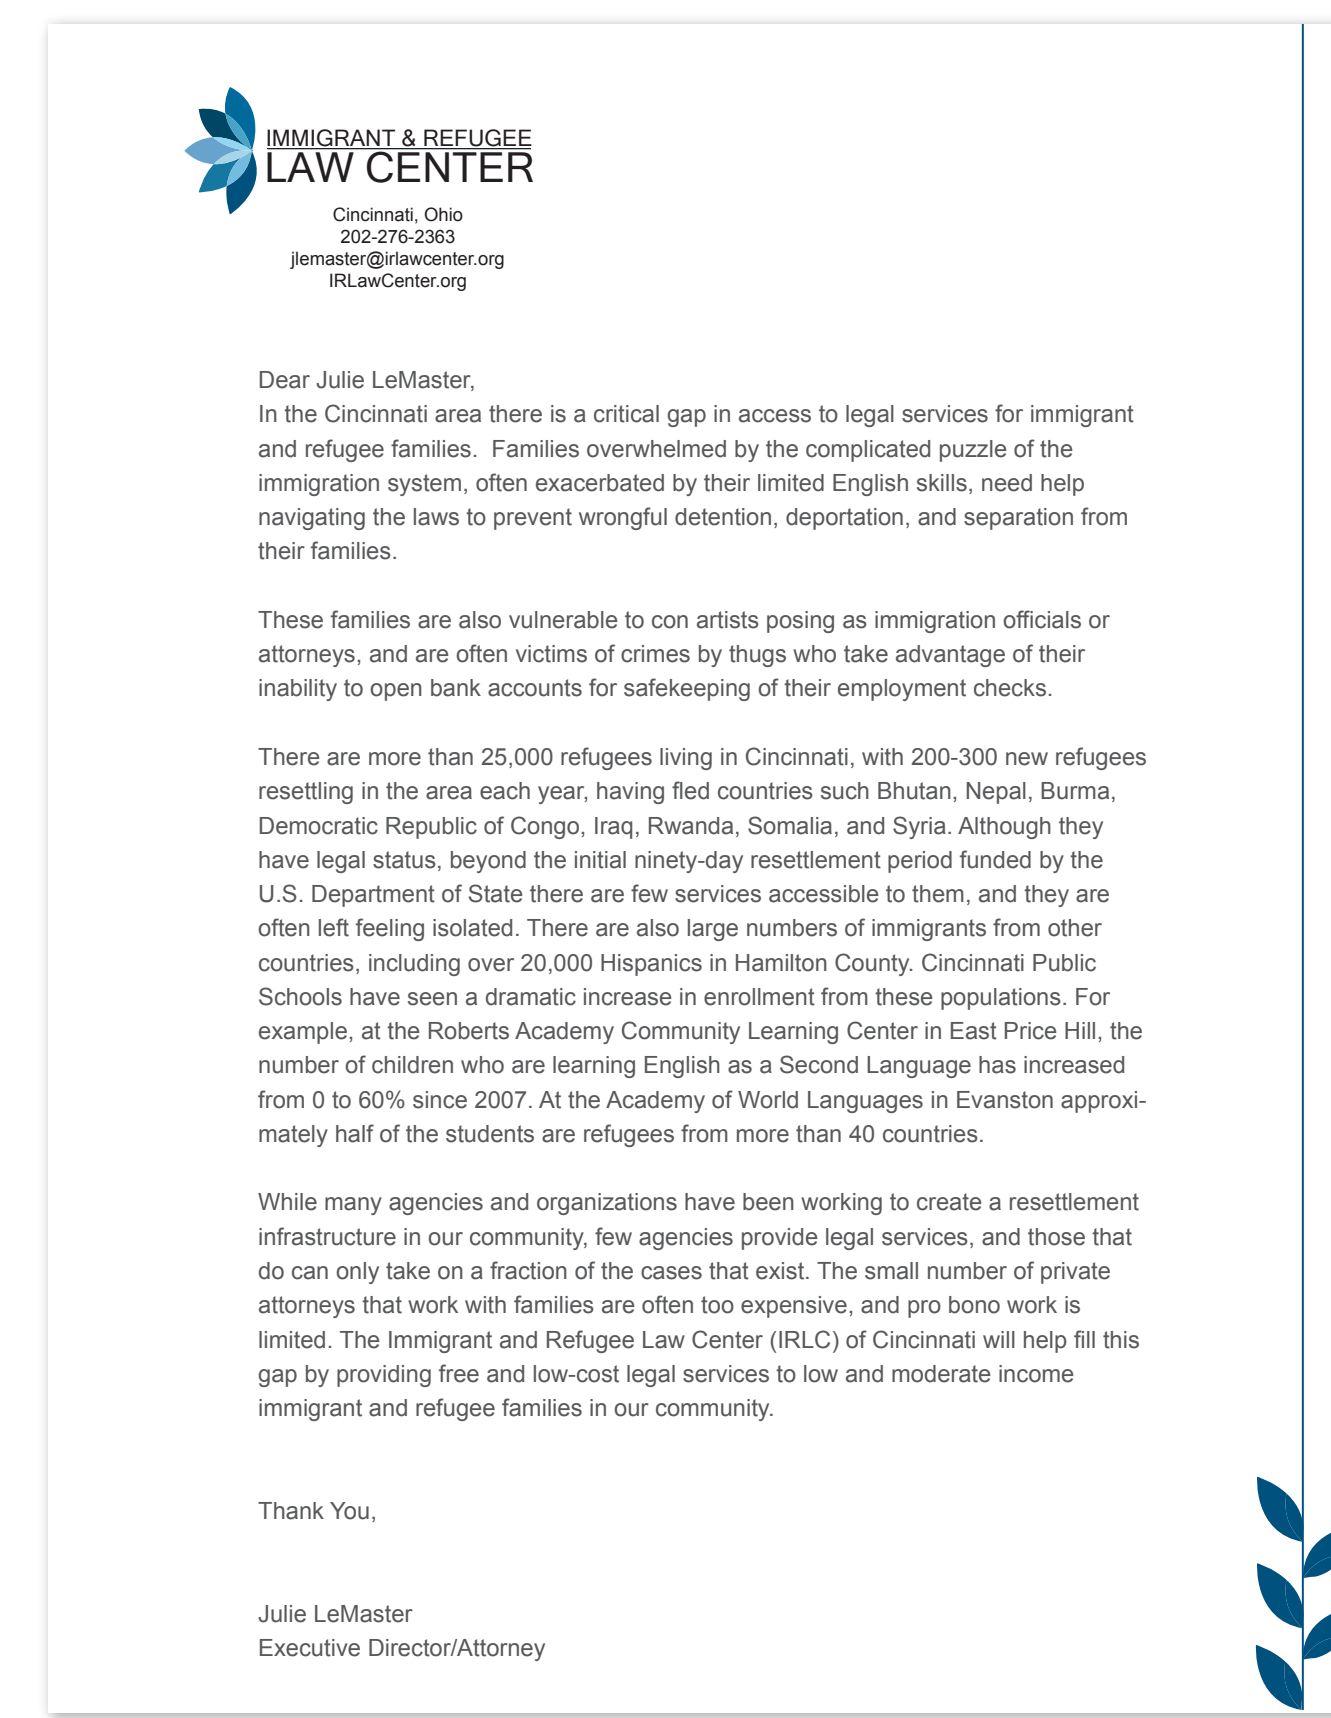 IMMIGRANT & REFUGEE
LAW CENTER
Cincinnati, Ohio
202-276-2363
jlemaster@irlawcenter.org
IRLawCenter.org
Dear Julie LeMaster,
In the Cincinnati area there is a critical gap in access to legal services for immigrant
and refugee families.  Families overwhelmed by the complicated puzzle of the
immigration system, often exacerbated by their limited English skills, need help
navigating the laws to prevent wrongful detention, deportation, and separation from
their families.
These families are also vulnerable to con artists posing as immigration officials or
attorneys, and are often victims of crimes by thugs who take advantage of their
inability to open bank accounts for safekeeping of their employment checks.
There are more than 25,000 refugees living in Cincinnati, with 200-300 new refugees
resettling in the area each year, having fled countries such Bhutan, Nepal, Burma,
Democratic Republic of Congo, Iraq, Rwanda, Somalia, and Syria. Although they
have legal status, beyond the initial ninety-day resettlement period funded by the
U.S. Department of State there are few services accessible to them, and they are
often left feeling isolated. There are also large numbers of immigrants from other
countries, including over 20,000 Hispanics in Hamilton County. Cincinnati Public
Schools have seen a dramatic increase in enrollment from these populations. For
example, at the Roberts Academy Community Learning Center in East Price Hill, the
number of children who are learning English as a Second Language has increased
from 0 to 60% since 2007. At the Academy of World Languages in Evanston approxi-
mately half of the students are refugees from more than 40 countries.
While many agencies and organizations have been working to create a resettlement
infrastructure in our community, few agencies provide legal services, and those that
do can only take on a fraction of the cases that exist. The small number of private
attorneys that work with families are often too expensive, and pro bono work is
limited. The Immigrant and Refugee Law Center (IRLC) of Cincinnati will help fill this
gap by providing free and low-cost legal services to low and moderate income
immigrant and refugee families in our community.
Thank You,
Julie LeMaster
Executive Director/Attorney